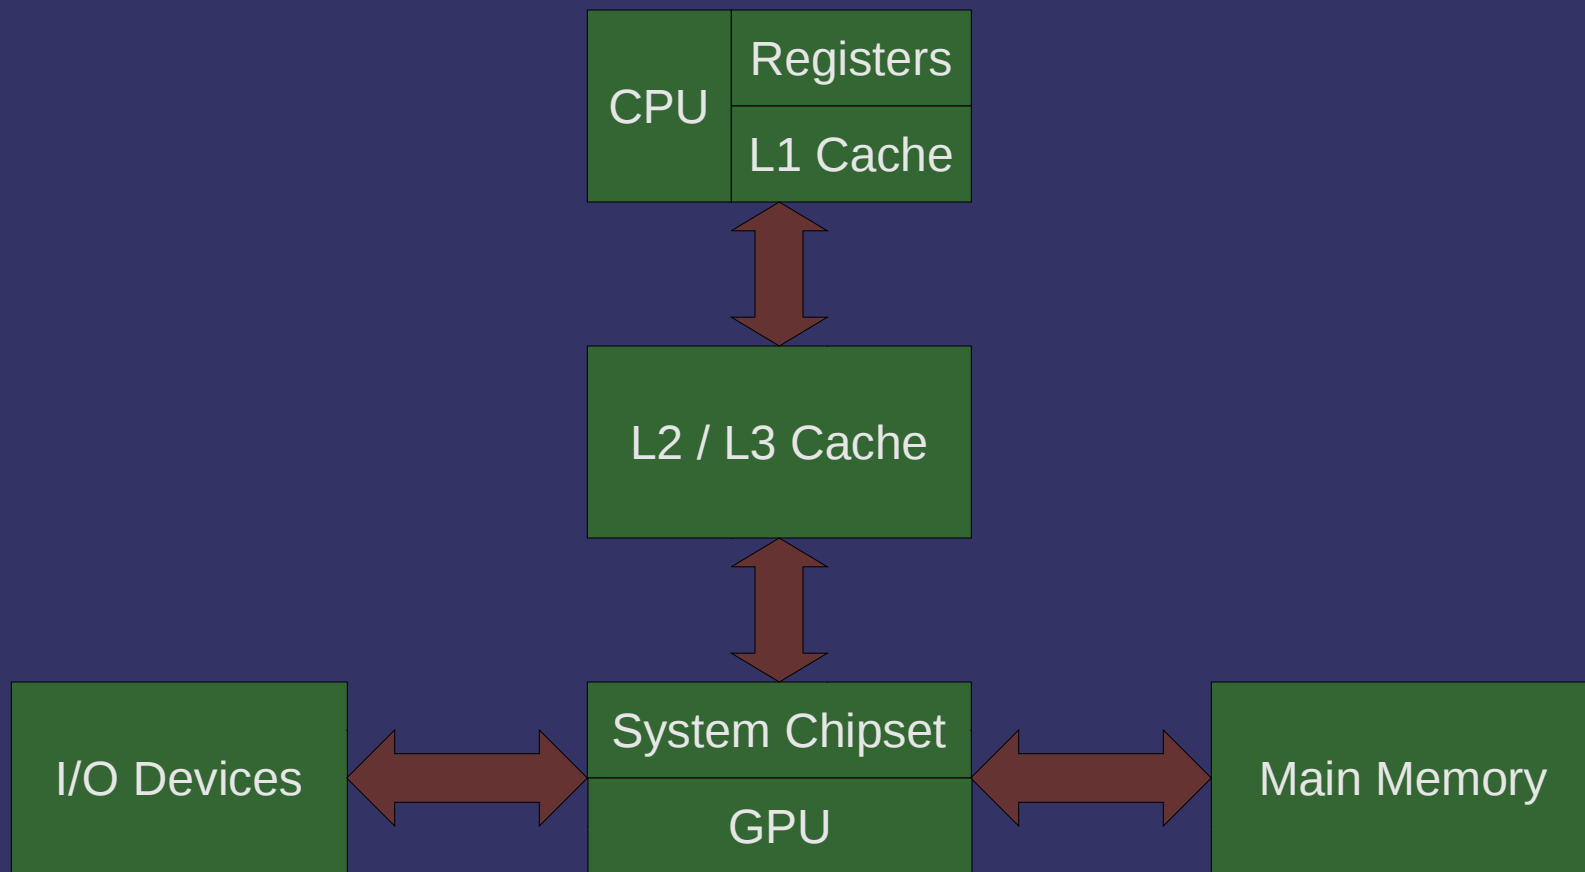 CPU
Registers
L1 Cache
L2 / L3 Cache
I/O Devices
System Chipset
GPU
Main Memory